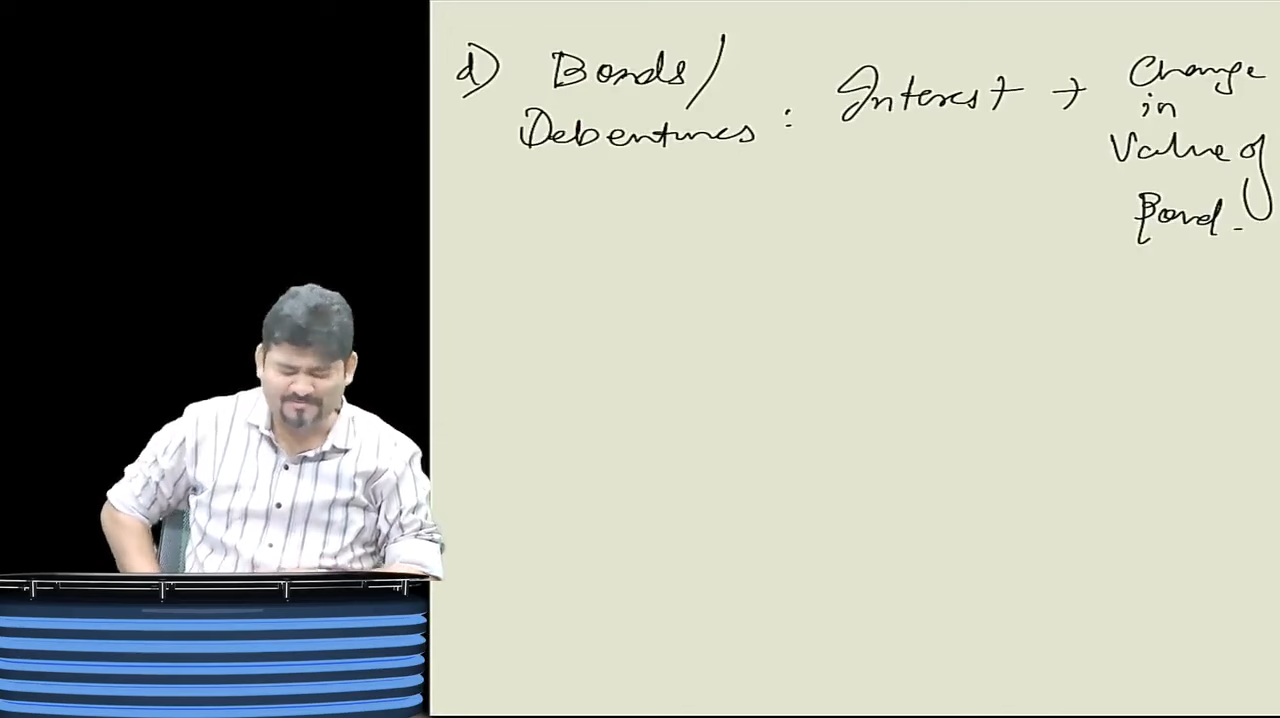 d) Bonds/
Debentures : Interest + Change
in
Value of
Bond.